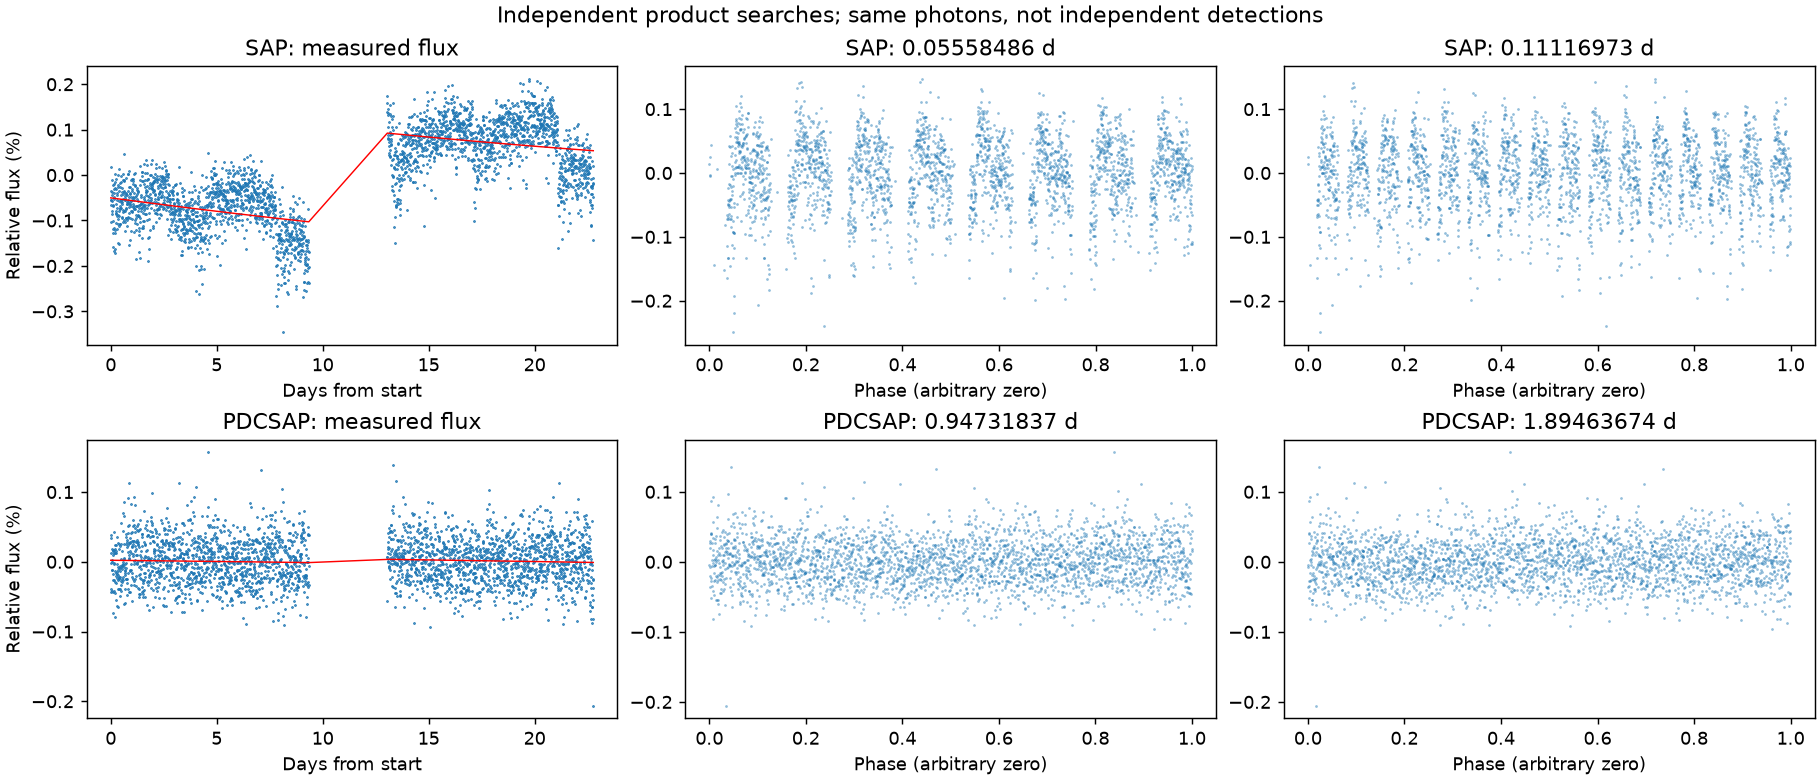 Independent product searches; same photons, not independent detections
SAP: measured flux
SAP: 0.05558486 d
SAP: 0.11116973 d
Relative flux (%)
0.2
0.1
0.0
−0.1
−0.2
−0.3
0.1
0.0
−0.1
−0.2
0.1
0.0
−0.1
−0.2
0 5 10 15 20
0.0 0.2 0.4 0.6 0.8 1.0
0.0 0.2 0.4 0.6 0.8 1.0
Days from start
Phase (arbitrary zero)
Phase (arbitrary zero)
PDCSAP: measured flux
PDCSAP: 0.94731837 d
PDCSAP: 1.89463674 d
Relative flux (%)
0.1
0.0
−0.1
−0.2
0.1
0.0
−0.1
−0.2
0.1
0.0
−0.1
−0.2
0 5 10 15 20
0.0 0.2 0.4 0.6 0.8 1.0
0.0 0.2 0.4 0.6 0.8 1.0
Days from start
Phase (arbitrary zero)
Phase (arbitrary zero)